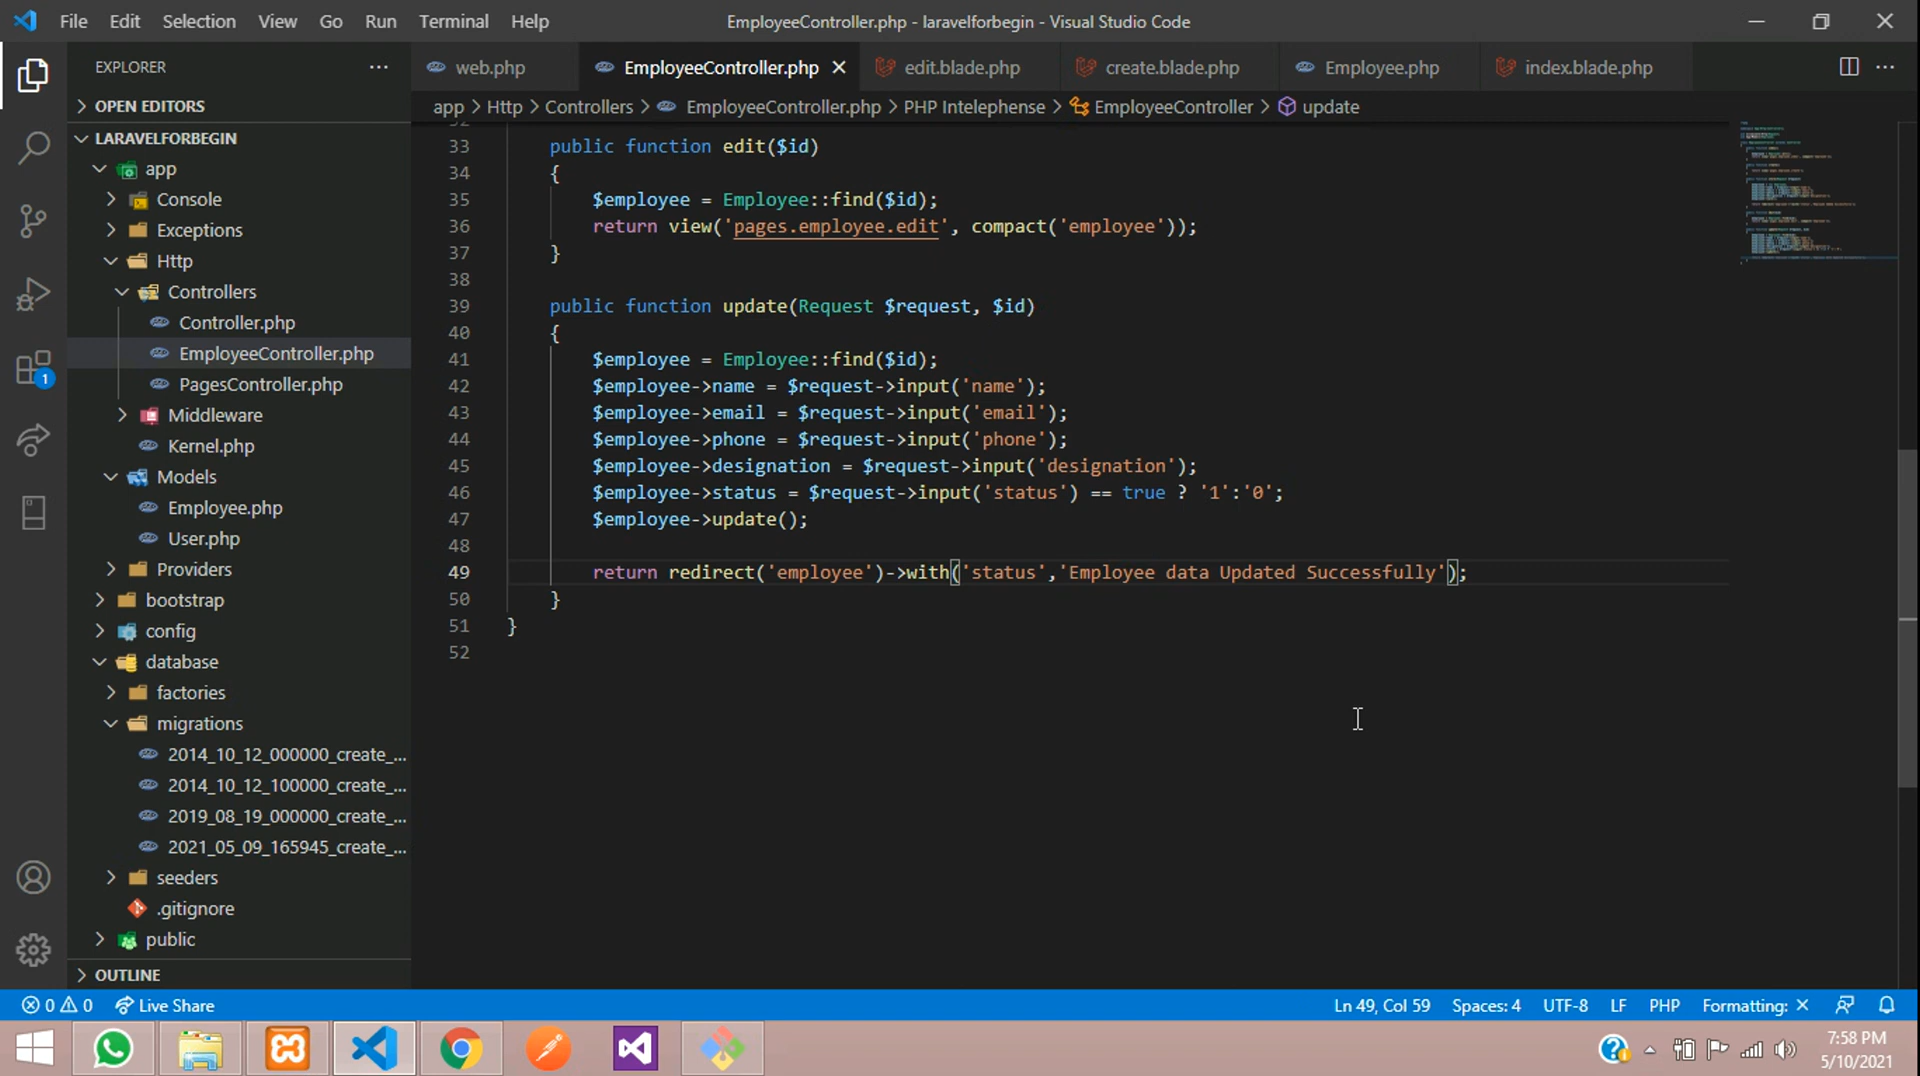 File Edit Selection View Go Run Terminal Help
EmployeeController.php - laravelforbegin - Visual Studio Code
EXPLORER
web.php
EmployeeController.php
edit.blade.php
create.blade.php
Employee.php
index.blade.php
app > Http > Controllers > EmployeeController.php > PHP Intelephense > EmployeeController > update
OPEN EDITORS
LARAVELFORBEGIN
app
Console
Exceptions
Http
Controllers
Controller.php
EmployeeController.php
PagesController.php
Middleware
Kernel.php
Models
Employee.php
User.php
Providers
bootstrap
config
database
factories
migrations
2014_10_12_000000_create_...
2014_10_12_100000_create_...
2019_08_19_000000_create_...
2021_05_09_165945_create_...
seeders
.gitignore
public
OUTLINE
33 public function edit($id)
34 {
35 $employee = Employee::find($id);
36 return view('pages.employee.edit', compact('employee'));
37 }
38
39 public function update(Request $request, $id)
40 {
41 $employee = Employee::find($id);
42 $employee->name = $request->input('name');
43 $employee->email = $request->input('email');
44 $employee->phone = $request->input('phone');
45 $employee->designation = $request->input('designation');
46 $employee->status = $request->input('status') == true ? '1':'0';
47 $employee->update();
48
49 return redirect('employee')->with('status','Employee data Updated Successfully');
50 }
51 }
52
1
0 0 Live Share
Ln 49, Col 59 Spaces: 4 UTF-8 LF PHP Formatting: ×
7:58 PM
5/10/2021